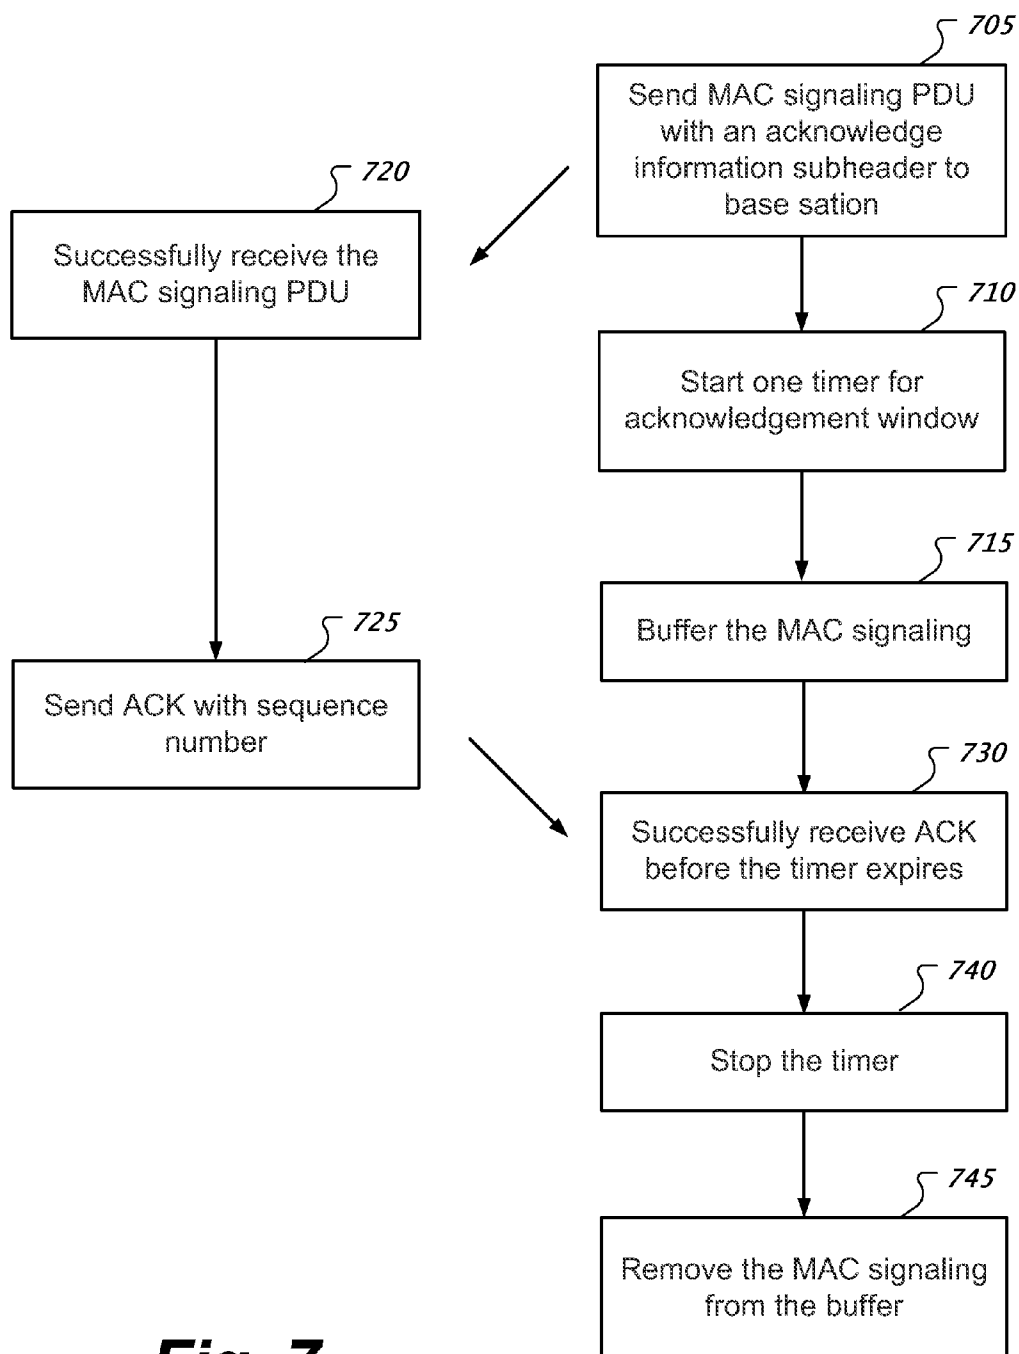 705
Send MAC signaling PDU
with an acknowledge
information subheader to
base sation
720
Successfully receive the
MAC signaling PDU
710
Start one timer for
acknowledgement window
715
Buffer the MAC signaling
725
Send ACK with sequence
number
730
Successfully receive ACK
before the timer expires
740
Stop the timer
745
Remove the MAC signaling
from the buffer
Fig. 7